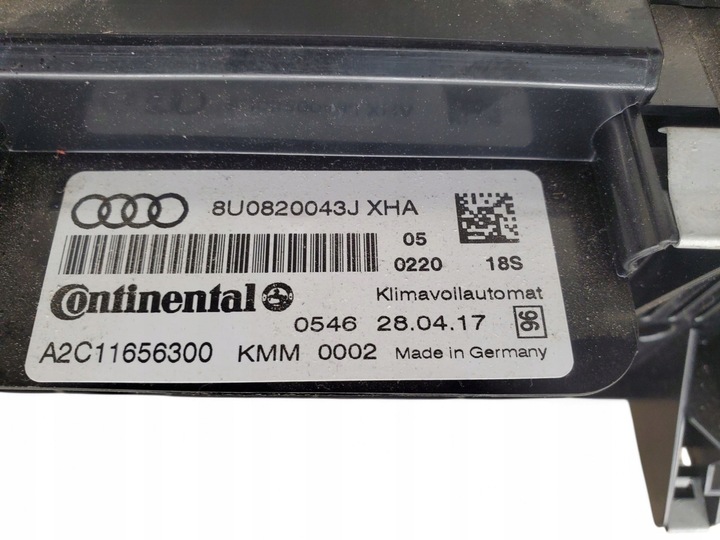 8U0820043J XHA
05
0220 18S
Continental
Klimavollautomat
0546 28.04.17 96
A2C11656300 KMM 0002 Made in Germany